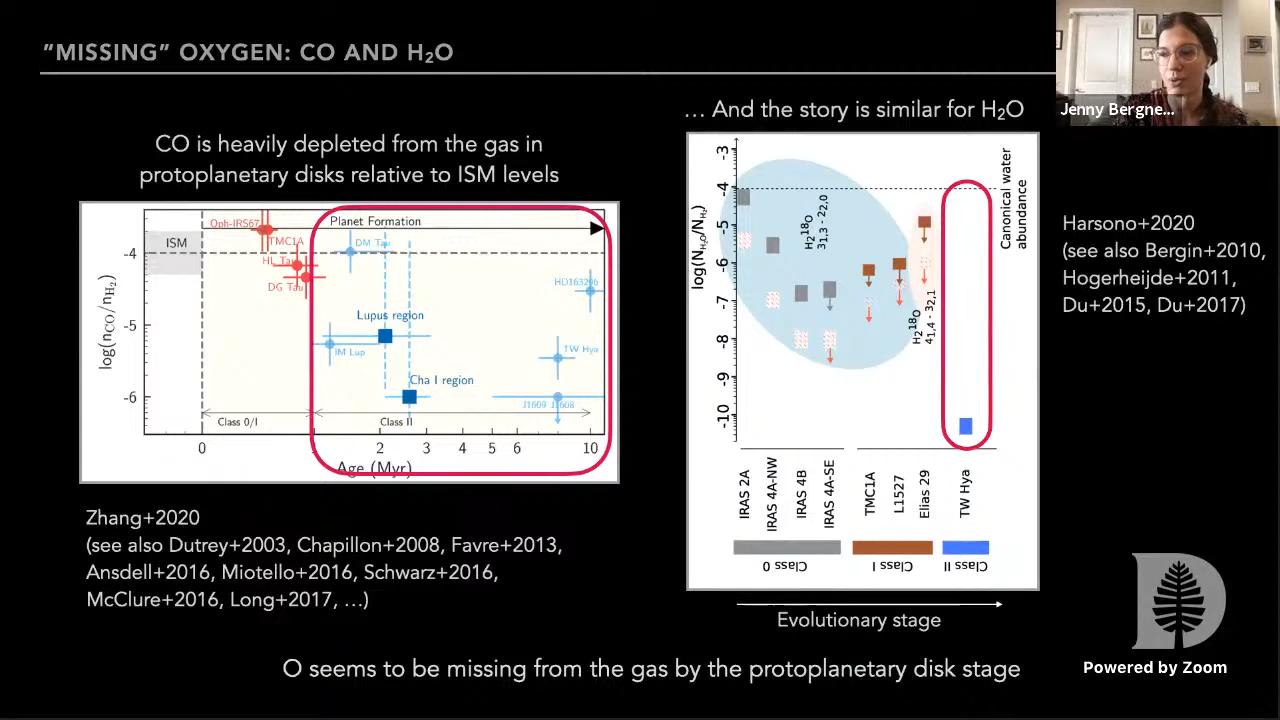 "MISSING" OXYGEN: CO AND H₂O
Jenny Bergne...
CO is heavily depleted from the gas in
protoplanetary disks relative to ISM levels
ISM
Oph-IRS67
TMC1A
HL Tau
DG Tau
Planet Formation
DM Tau
HD163296
Lupus region
IM Lup
TW Hya
Cha I region
J1609 J1608
Class 0/I
Class II
-4
-5
-6
log(nCO/nH₂)
0 1 2 3 4 5 6 10
Age (Myr)
Zhang+2020
(see also Dutrey+2003, Chapillon+2008, Favre+2013,
Ansdell+2016, Miotello+2016, Schwarz+2016,
McClure+2016, Long+2017, ...)
... And the story is similar for H₂O
-3
-4
-5
-6
-7
-8
-9
-10
log(NH₂O/NH₂)
H₂¹⁸O
3₁,₃ - 2₂,₀
H₂¹⁸O
4₁,₄ - 3₂,₁
Canonical water
abundance
IRAS 2A
IRAS 4A-NW
IRAS 4B
IRAS 4A-SE
TMC1A
L1527
Elias 29
TW Hya
Class 0
Class I
Class II
Evolutionary stage
Harsono+2020
(see also Bergin+2010,
Hogerheijde+2011,
Du+2015, Du+2017)
O seems to be missing from the gas by the protoplanetary disk stage
D
Powered by Zoom